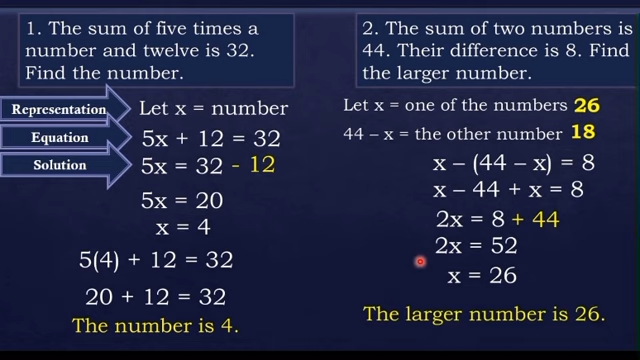 1. The sum of five times a
number and twelve is 32.
Find the number.
Representation
Let x = number
Equation
5x + 12 = 32
Solution
5x = 32 - 12
5x = 20
x = 4
5(4) + 12 = 32
20 + 12 = 32
The number is 4.
2. The sum of two numbers is
44. Their difference is 8. Find
the larger number.
Let x = one of the numbers 26
44 – x = the other number 18
x – (44 – x) = 8
x – 44 + x = 8
2x = 8 + 44
2x = 52
x = 26
The larger number is 26.